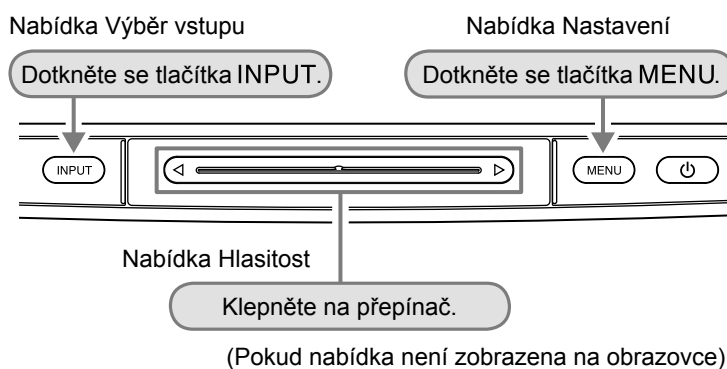 Nabídka Výběr vstupu
Nabídka Nastavení
Dotkněte se tlačítka INPUT.
Dotkněte se tlačítka MENU.
INPUT
MENU
Nabídka Hlasitost
Klepněte na přepínač.
(Pokud nabídka není zobrazena na obrazovce)